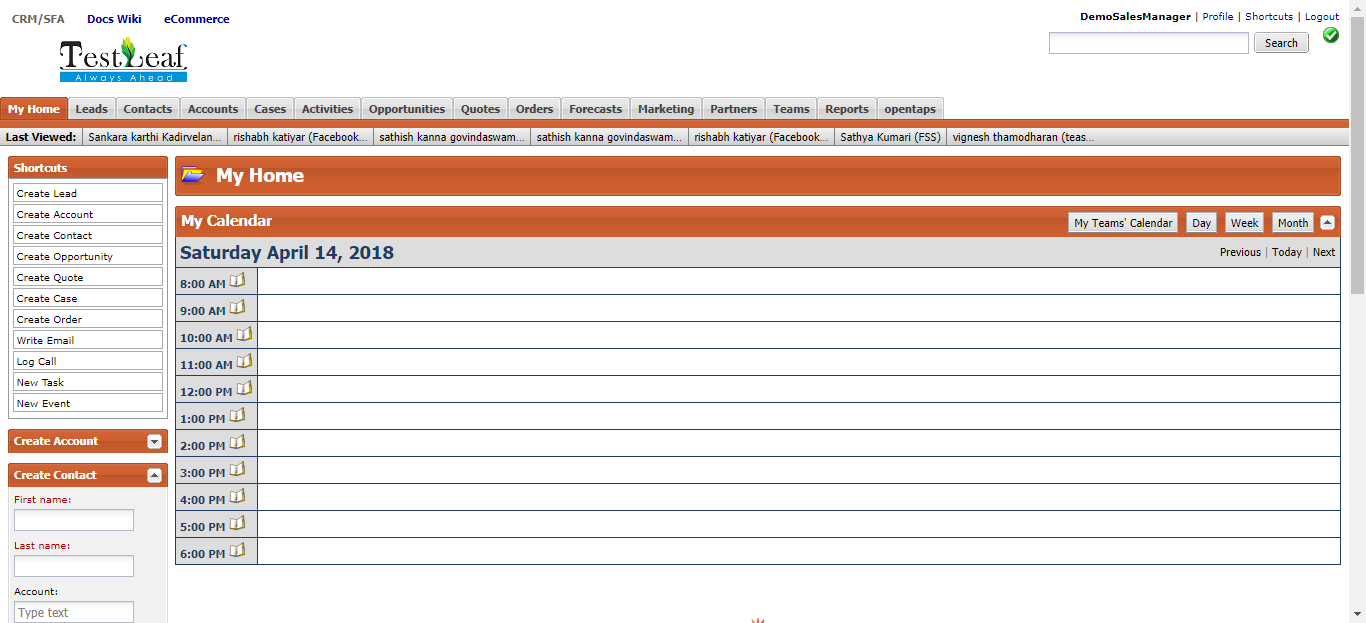 CRM/SFA Docs Wiki eCommerce
DemoSalesManager | Profile | Shortcuts | Logout
Search
TestLeaf
Always Ahead
My Home Leads Contacts Accounts Cases Activities Opportunities Quotes Orders Forecasts Marketing Partners Teams Reports opentaps
Last Viewed: Sankara karthi Kadirvelan... rishabh katiyar (Facebook... sathish kanna govindaswam... sathish kanna govindaswam... rishabh katiyar (Facebook... Sathya Kumari (FSS) vignesh thamodharan (teas...
Shortcuts
Create Lead
Create Account
Create Contact
Create Opportunity
Create Quote
Create Case
Create Order
Write Email
Log Call
New Task
New Event
Create Account
Create Contact
First name:
Last name:
Account:
Type text
My Home
My Calendar
My Teams' Calendar Day Week Month
Saturday April 14, 2018
Previous | Today | Next
8:00 AM
9:00 AM
10:00 AM
11:00 AM
12:00 PM
1:00 PM
2:00 PM
3:00 PM
4:00 PM
5:00 PM
6:00 PM